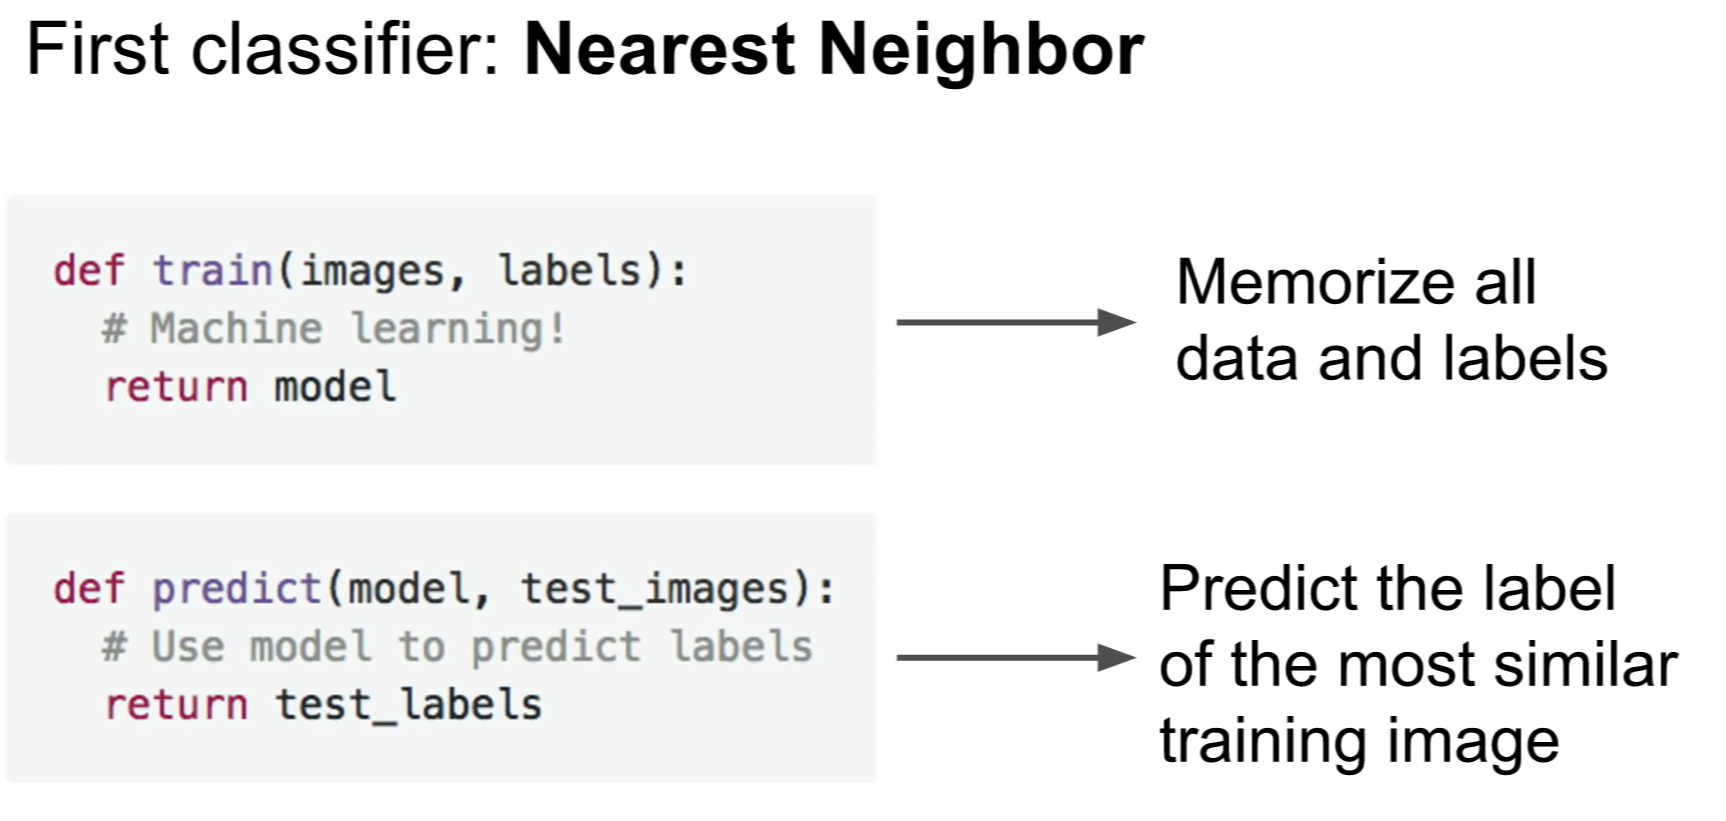 First classifier: Nearest Neighbor
def train(images, labels):
# Machine learning!
return model
Memorize all
data and labels
def predict(model, test_images):
# Use model to predict labels
return test_labels
Predict the label
of the most similar
training image